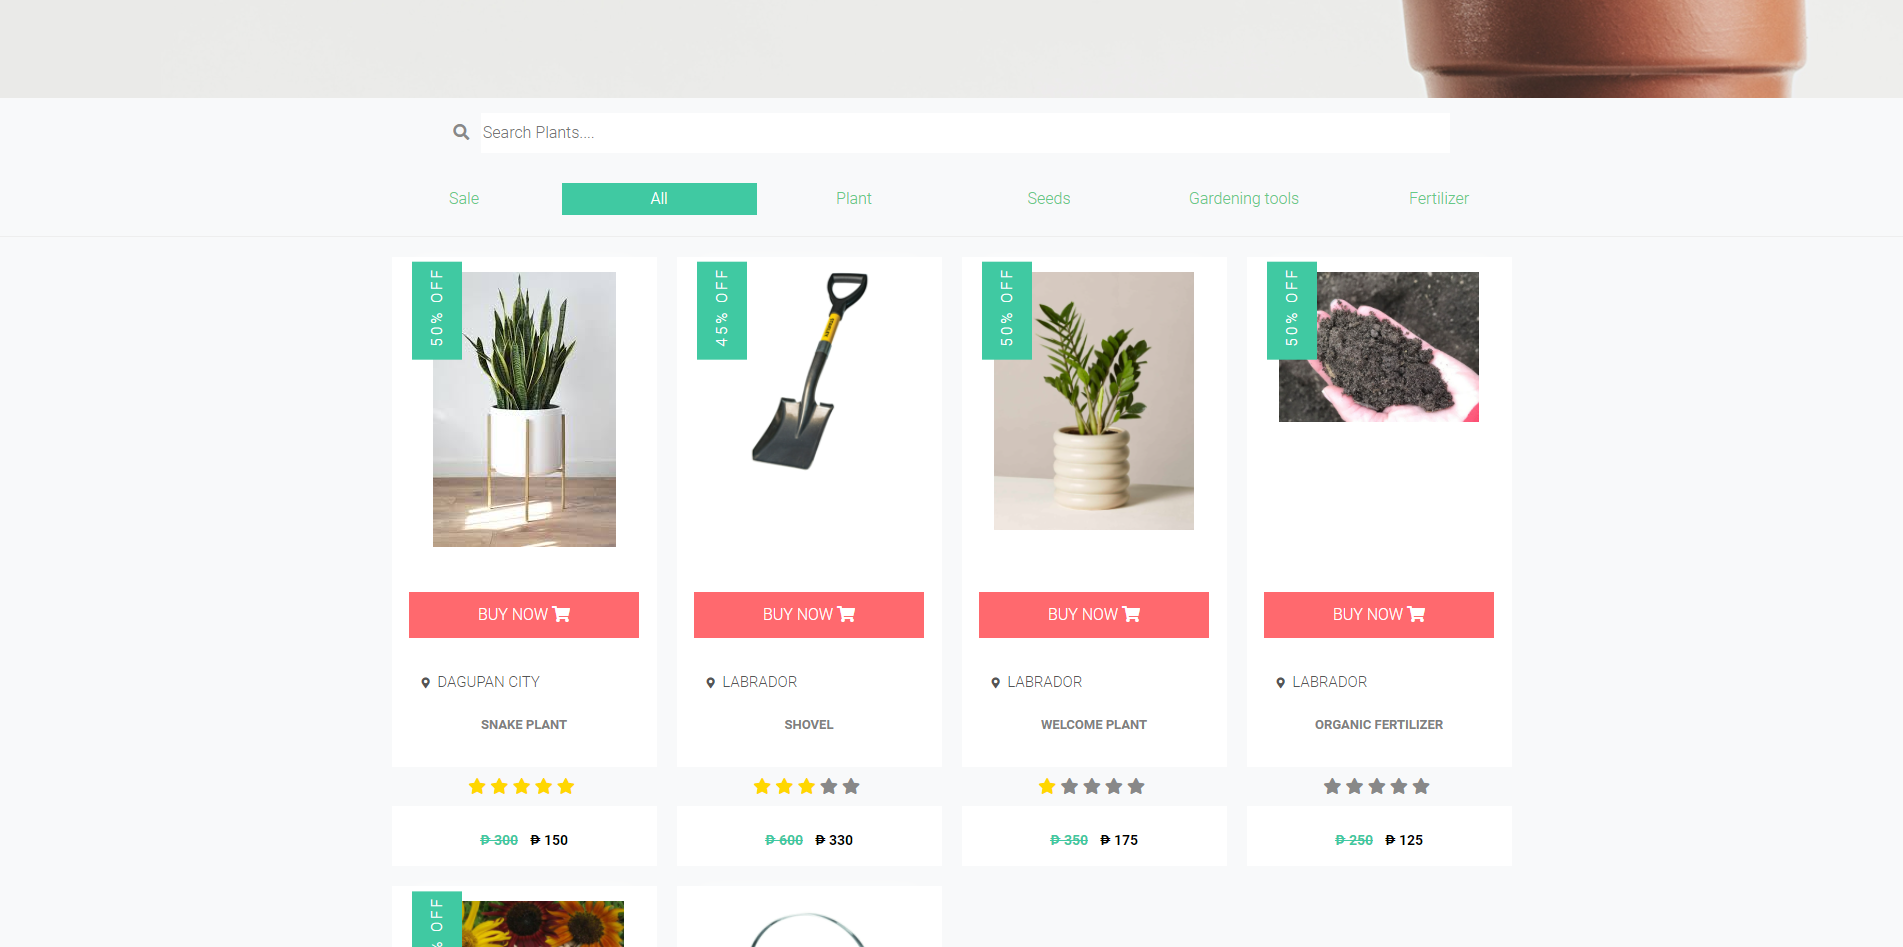 Search Plants....
Sale
All
Plant
Seeds
Gardening tools
Fertilizer
50% OFF
45% OFF
50% OFF
50% OFF
BUY NOW
BUY NOW
BUY NOW
BUY NOW
DAGUPAN CITY
LABRADOR
LABRADOR
LABRADOR
SNAKE PLANT
SHOVEL
WELCOME PLANT
ORGANIC FERTILIZER
₱ 300 ₱ 150
₱ 600 ₱ 330
₱ 350 ₱ 175
₱ 250 ₱ 125
% OFF